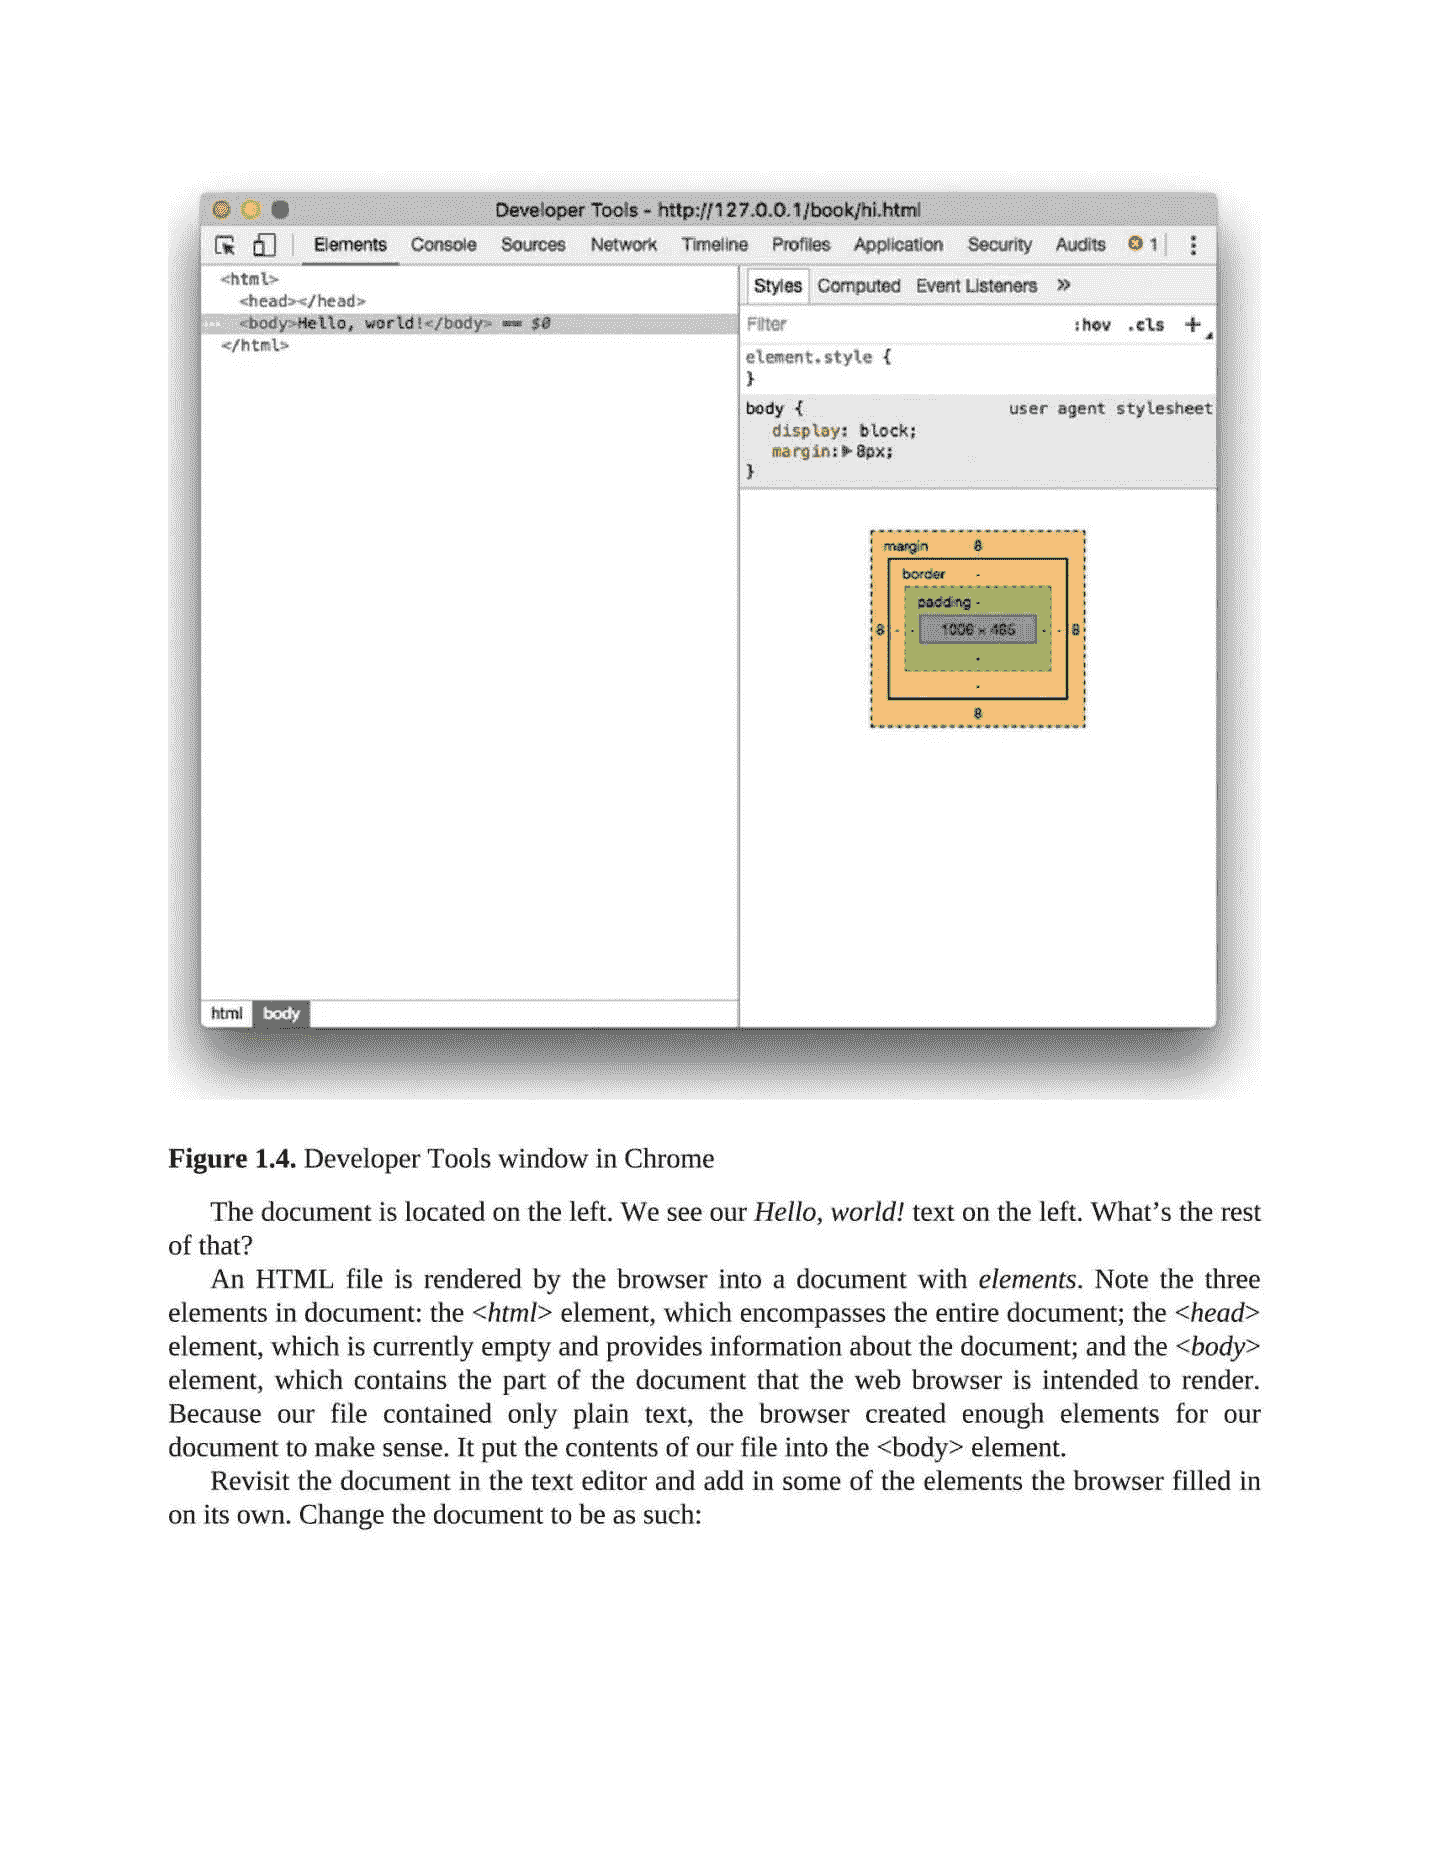 Developer Tools - http://127.0.0.1/book/hi.html
Elements Console Sources Network Timeline Profiles Application Security Audits 1
<html>
<head></head>
<body>Hello, world!</body> == $0
</html>
html body
Styles Computed Event Listeners »
Filter :hov .cls +
element.style {
}
body { user agent stylesheet
display: block;
margin: 8px;
}
margin 8
border -
padding -
8 - - 1006 × 465 - - 8
-
-
8
Figure 1.4. Developer Tools window in Chrome
The document is located on the left. We see our Hello, world! text on the left. What’s the rest
of that?
An HTML file is rendered by the browser into a document with elements. Note the three
elements in document: the <html> element, which encompasses the entire document; the <head>
element, which is currently empty and provides information about the document; and the <body>
element, which contains the part of the document that the web browser is intended to render.
Because our file contained only plain text, the browser created enough elements for our
document to make sense. It put the contents of our file into the <body> element.
Revisit the document in the text editor and add in some of the elements the browser filled in
on its own. Change the document to be as such: